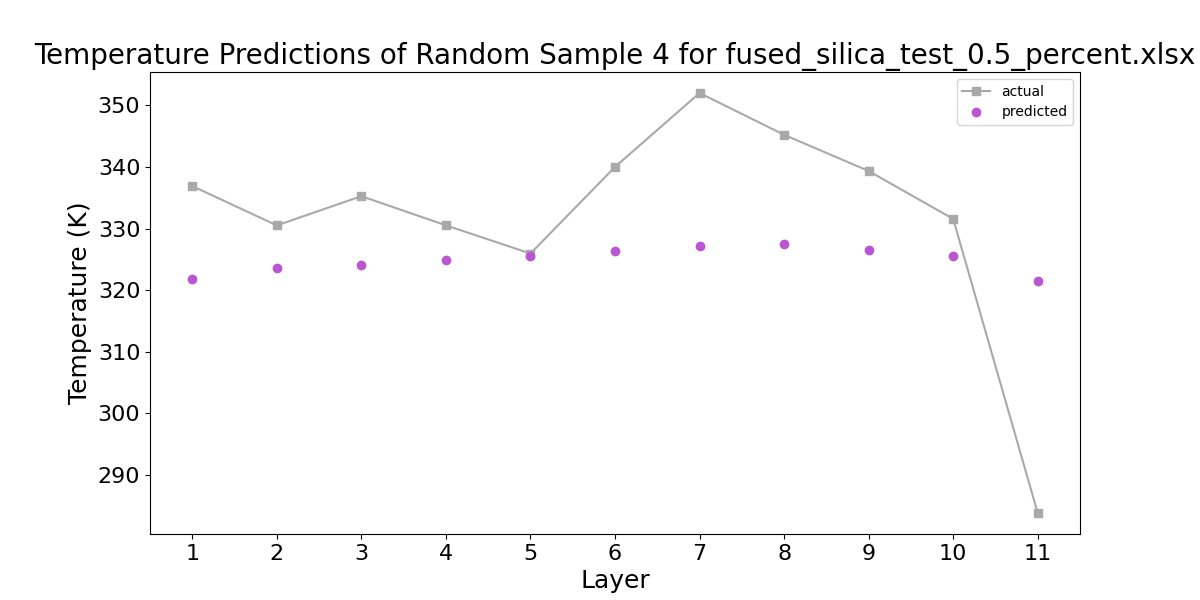 Temperature Predictions of Random Sample 4 for fused_silica_test_0.5_percent.xlsx
actual
predicted
Temperature (K)
350
340
330
320
310
300
290
1 2 3 4 5 6 7 8 9 10 11
Layer